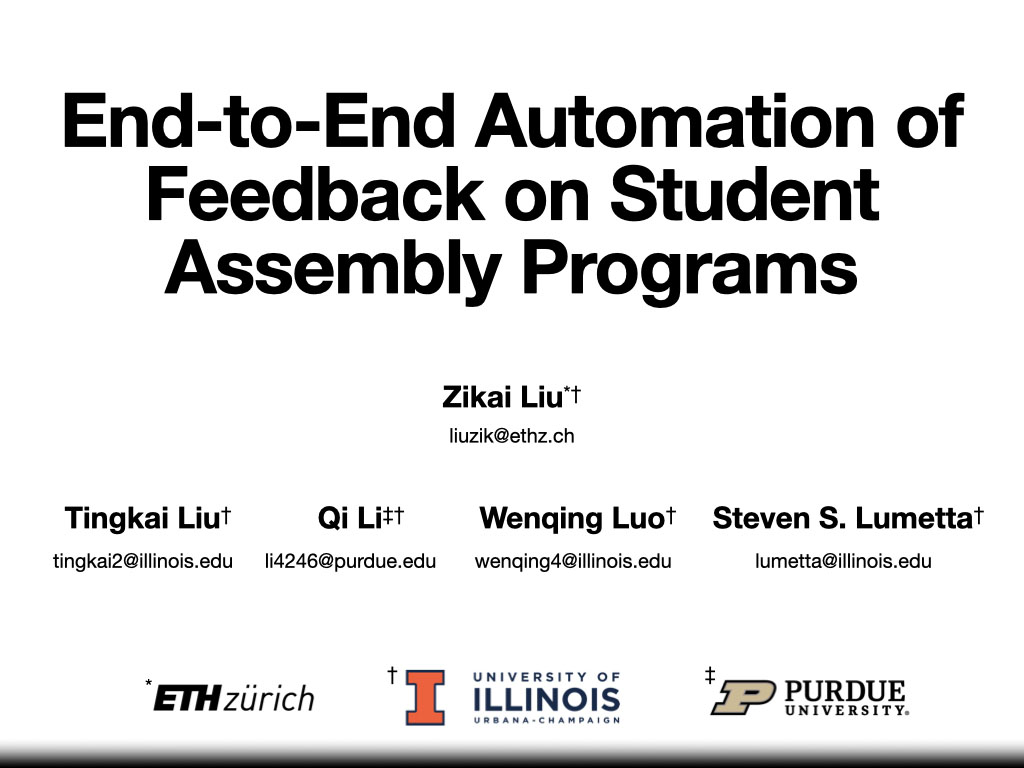 End-to-End Automation of
Feedback on Student
Assembly Programs
Zikai Liu*†
liuzik@ethz.ch
Tingkai Liu† Qi Li‡† Wenqing Luo† Steven S. Lumetta†
tingkai2@illinois.edu li4246@purdue.edu wenqing4@illinois.edu lumetta@illinois.edu
* ETH zürich
† I UNIVERSITY OF
ILLINOIS
URBANA-CHAMPAIGN
‡ P PURDUE
UNIVERSITY®